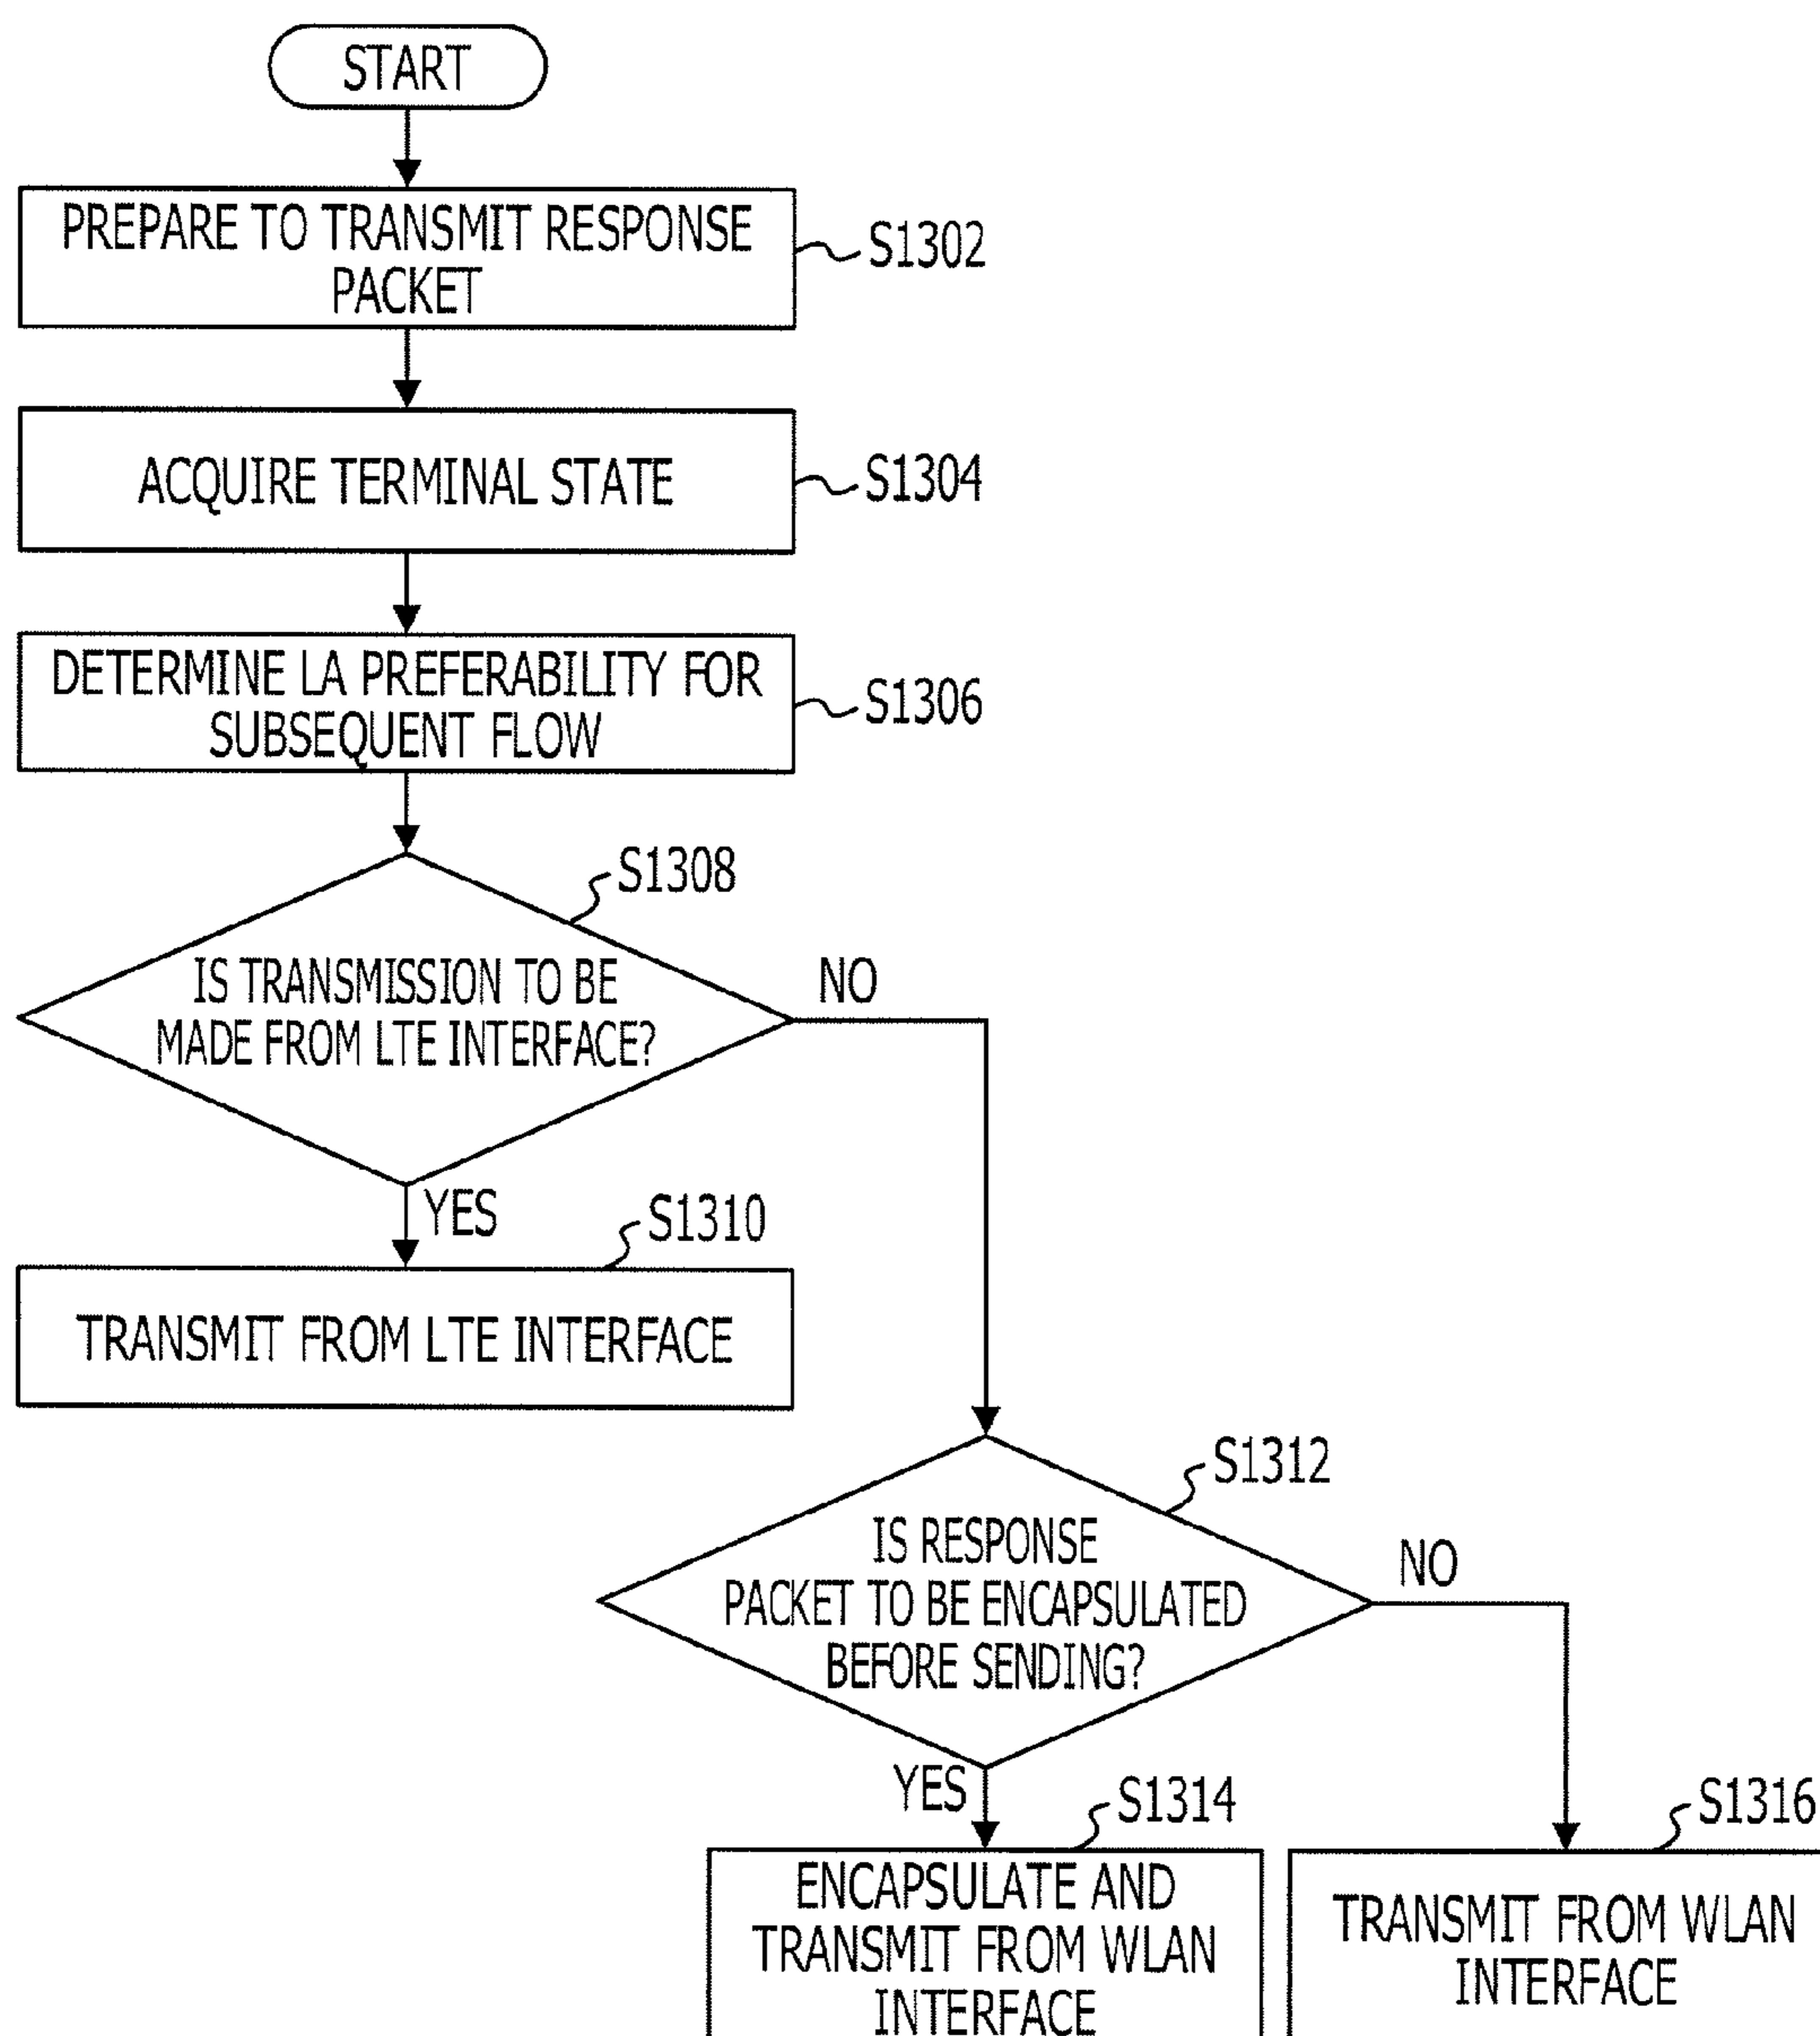 START
PREPARE TO TRANSMIT RESPONSE
PACKET
S1302
ACQUIRE TERMINAL STATE
S1304
DETERMINE LA PREFERABILITY FOR
SUBSEQUENT FLOW
S1306
S1308
IS TRANSMISSION TO BE
MADE FROM LTE INTERFACE?
NO
YES
S1310
TRANSMIT FROM LTE INTERFACE
S1312
IS RESPONSE
PACKET TO BE ENCAPSULATED
BEFORE SENDING?
NO
YES
S1314
ENCAPSULATE AND
TRANSMIT FROM WLAN
INTERFACE
S1316
TRANSMIT FROM WLAN
INTERFACE